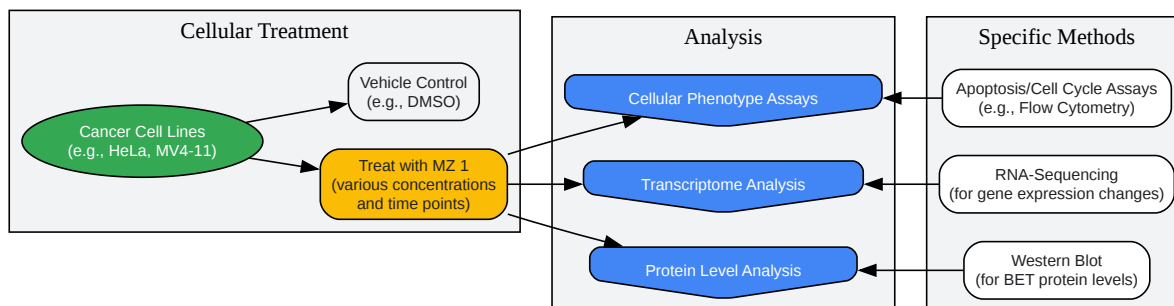 Cellular Treatment
Cancer Cell Lines
(e.g., HeLa, MV4-11)
Vehicle Control
(e.g., DMSO)
Treat with MZ 1
(various concentrations
and time points)
Analysis
Cellular Phenotype Assays
Transcriptome Analysis
Protein Level Analysis
Specific Methods
Apoptosis/Cell Cycle Assays
(e.g., Flow Cytometry)
RNA-Sequencing
(for gene expression changes)
Western Blot
(for BET protein levels)